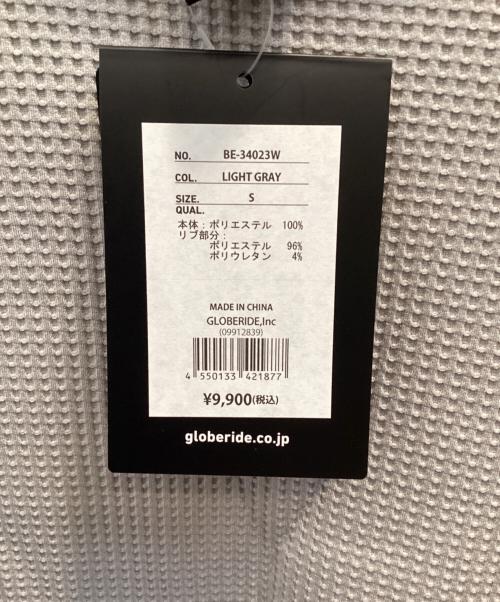 NO. BE-34023W
COL. LIGHT GRAY
SIZE. S
QUAL.
本体：ポリエステル 100%
リブ部分：
ポリエステル 96%
ポリウレタン 4%
MADE IN CHINA
GLOBERIDE,Inc
(09912839)
4 550133 421877
¥9,900(税込)
globeride.co.jp